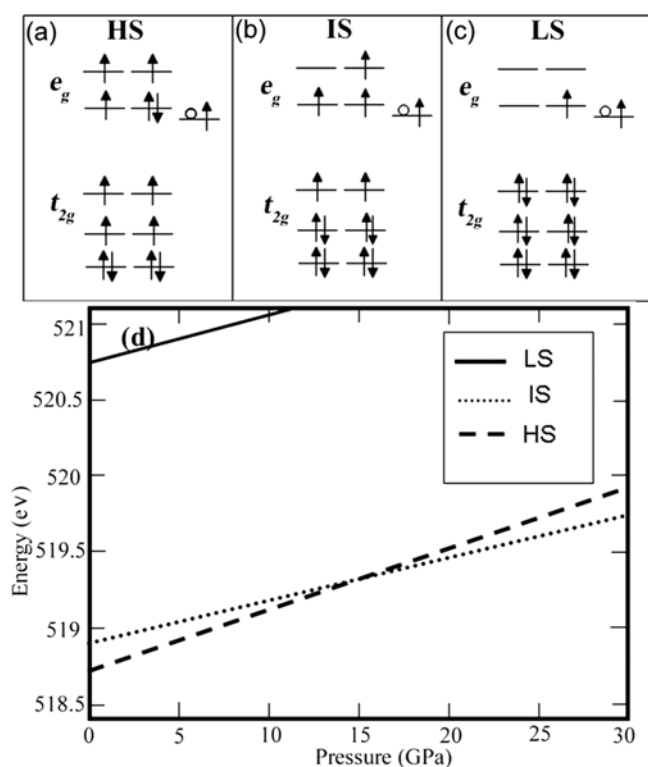 (a) HS
e_g
t_2g
(b) IS
e_g
t_2g
(c) LS
e_g
t_2g
(d)
521
520.5
520
519.5
519
518.5
Energy (eV)
0 5 10 15 20 25 30
Pressure (GPa)
LS
IS
HS